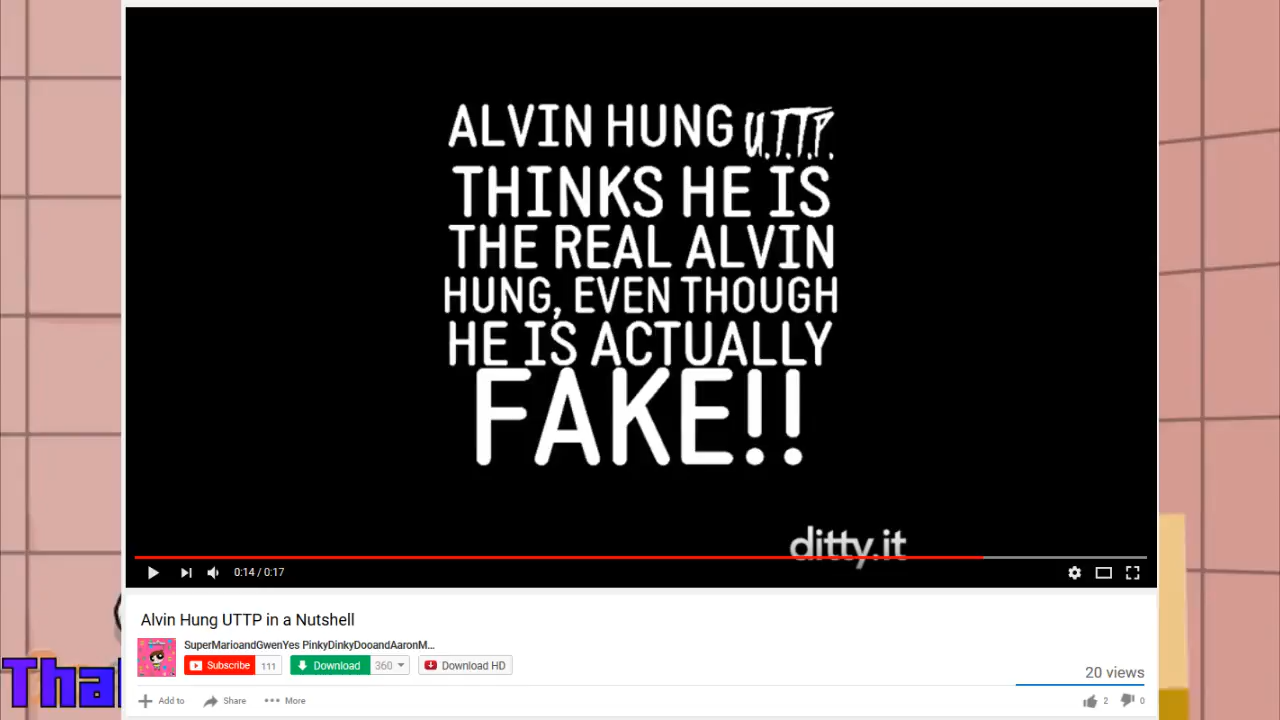 ALVIN HUNG U.T.T.P.
THINKS HE IS
THE REAL ALVIN
HUNG, EVEN THOUGH
HE IS ACTUALLY
FAKE!!
ditty.it
0:14 / 0:17
Alvin Hung UTTP in a Nutshell
SuperMarioandGwenYes PinkyDinkyDooandAaronM...
Subscribe 111 Download 360 Download HD
20 views
Add to Share More 2 0